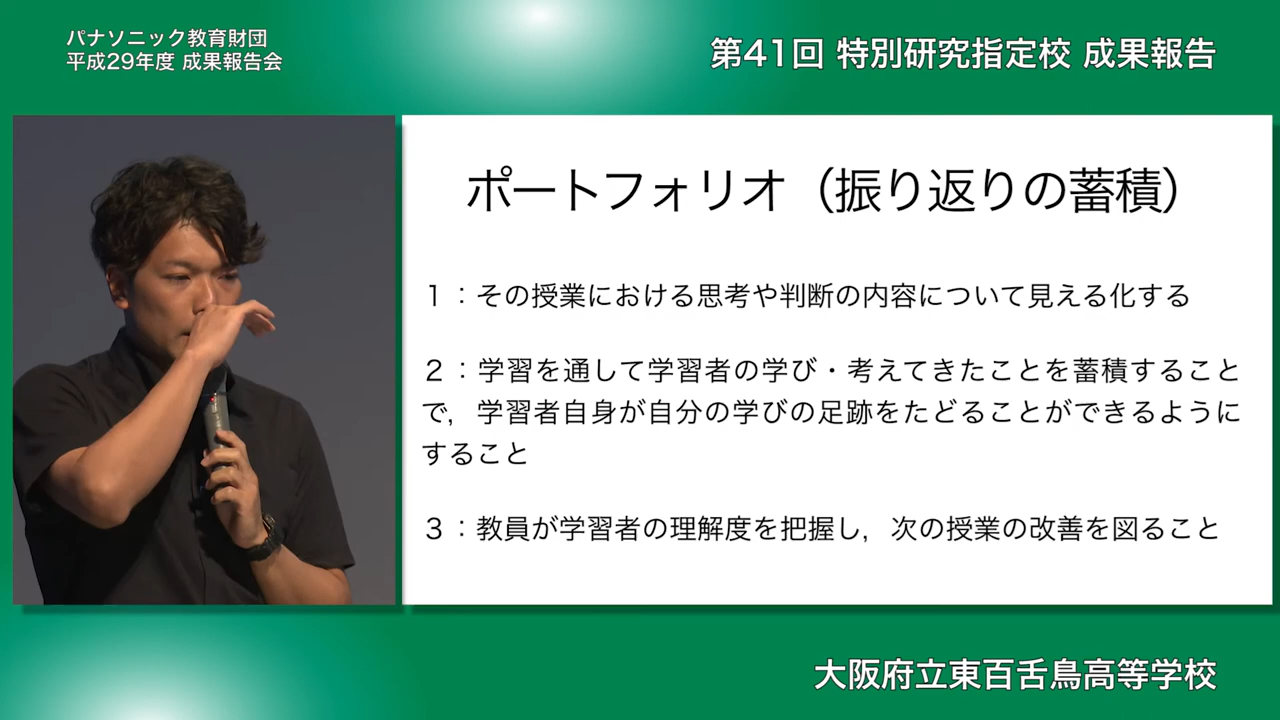 パナソニック教育財団
平成29年度 成果報告会
第41回 特別研究指定校 成果報告
ポートフォリオ（振り返りの蓄積）
１：その授業における思考や判断の内容について見える化する
２：学習を通して学習者の学び・考えてきたことを蓄積すること
で，学習者自身が自分の学びの足跡をたどることができるように
すること
３：教員が学習者の理解度を把握し，次の授業の改善を図ること
大阪府立東百舌鳥高等学校